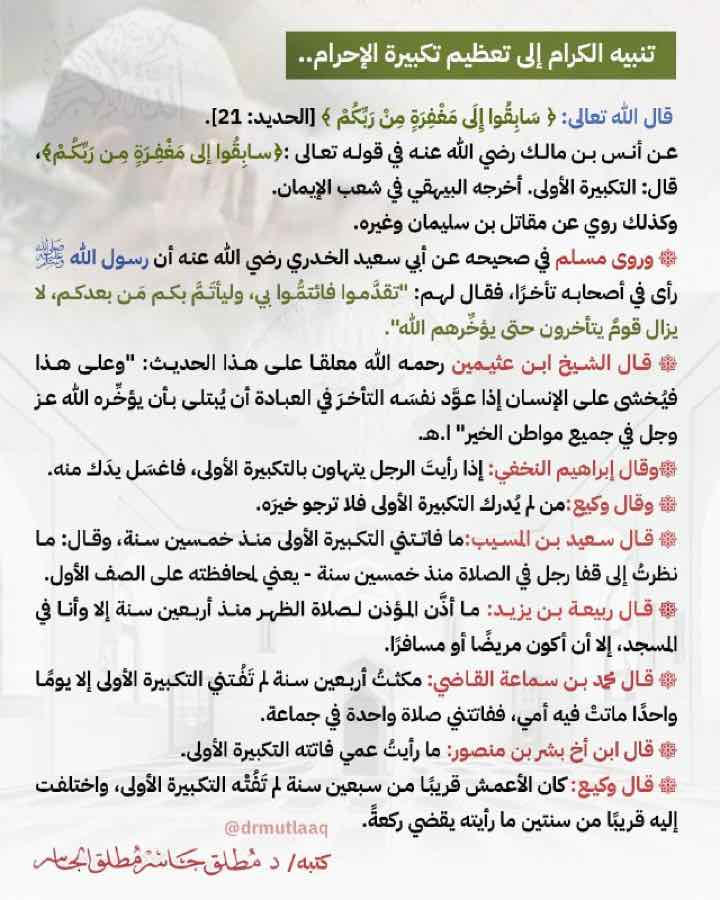 تنبيه الكرام إلى تعظيم تكبيرة الإحرام..
قال الله تعالى: ﴿ سَابِقُوا إِلَى مَغْفِرَةٍ مِنْ رَبِّكُمْ ﴾ [الحديد: 21].
عن أنس بن مالك رضي الله عنه في قوله تعالى :﴿سابِقُوا إلى مَغْفِرَةٍ مِن رَبِّكُمْ﴾،
قال: التكبيرة الأولى. أخرجه البيهقي في شعب الإيمان.
وكذلك روي عن مقاتل بن سليمان وغيره.
۞ وروى مسلم في صحيحه عن أبي سعيد الخدري رضي الله عنه أن رسول الله ﷺ
رأى في أصحابه تأخرًا، فقال لهم: "تقدَّموا فائتمُّوا بي، وليأتَمَّ بكم مَن بعدكم، لا
يزال قومٌ يتأخرون حتى يؤخِّرهم الله".
۞ قال الشيخ ابن عثيمين رحمه الله معلقا على هذا الحديث: "وعلى هذا
فيُخشى على الإنسان إذا عوَّد نفسَه التأخرَ في العبادة أن يُبتلى بأن يؤخِّره الله عز
وجل في جميع مواطن الخير" ا.هـ.
۞وقال إبراهيم النخفي: إذا رأيتَ الرجل يتهاون بالتكبيرة الأولى، فاغسَل يدَك منه.
۞ وقال وكيع:من لم يُدرك التكبيرة الأولى فلا ترجو خيرَه.
۞ قال سعيد بن المسيب:ما فاتتني التكبيرة الأولى منذ خمسين سنة، وقال: ما
نظرتُ إلى قفا رجل في الصلاة منذ خمسين سنة - يعني لمحافظته على الصف الأول.
۞ قال ربيعة بن يزيد: ما أذَّن المؤذن لصلاة الظهر منذ أربعين سنة إلا وأنا في
المسجد، إلا أن أكون مريضًا أو مسافرًا.
۞ قال محمد بن سماعة القاضي: مكثتُ أربعين سنة لم تَفُتني التكبيرة الأولى إلا يومًا
واحدًا ماتتْ فيه أمي، ففاتتني صلاة واحدة في جماعة.
۞ قال ابن أخ بشر بن منصور: ما رأيتُ عمي فاتته التكبيرة الأولى.
۞ قال وكيع: كان الأعمش قريبًا من سبعين سنة لم تَفُتْه التكبيرة الأولى، واختلفت
إليه قريبًا من سنتين ما رأيته يقضي ركعةً.
@drmutlaaq
كتبه/ د مُطلق جَاسِرْ مُطلق الجاسر